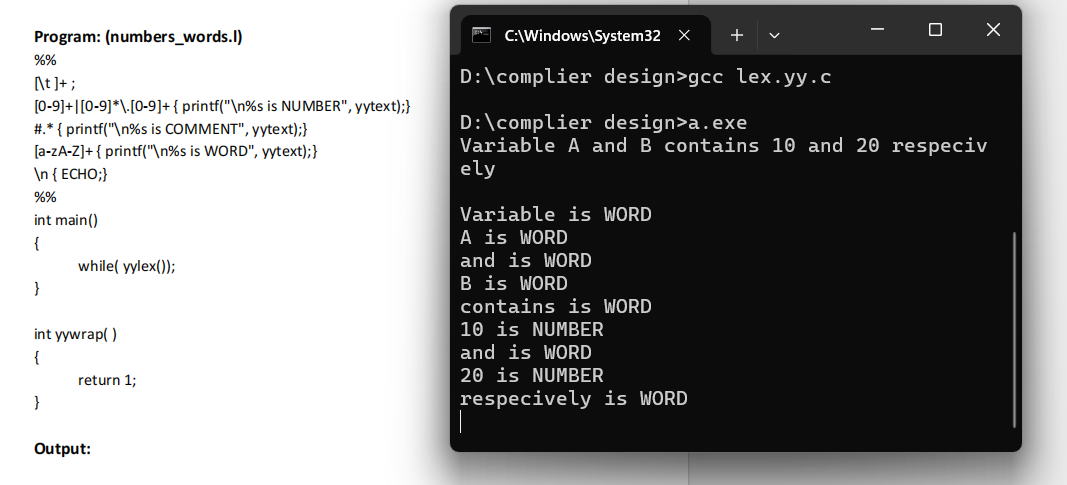 Program: (numbers_words.l)
%%
[\t ]+ ;
[0-9]+|[0-9]*\.[0-9]+ { printf("\n%s is NUMBER", yytext);}
#.* { printf("\n%s is COMMENT", yytext);}
[a-zA-Z]+ { printf("\n%s is WORD", yytext);}
\n { ECHO;}
%%
int main()
{
while( yylex());
}
int yywrap( )
{
return 1;
}
Output:
C:\Windows\System32
D:\complier design>gcc lex.yy.c
D:\complier design>a.exe
Variable A and B contains 10 and 20 respeciv
ely
Variable is WORD
A is WORD
and is WORD
B is WORD
contains is WORD
10 is NUMBER
and is WORD
20 is NUMBER
respecively is WORD